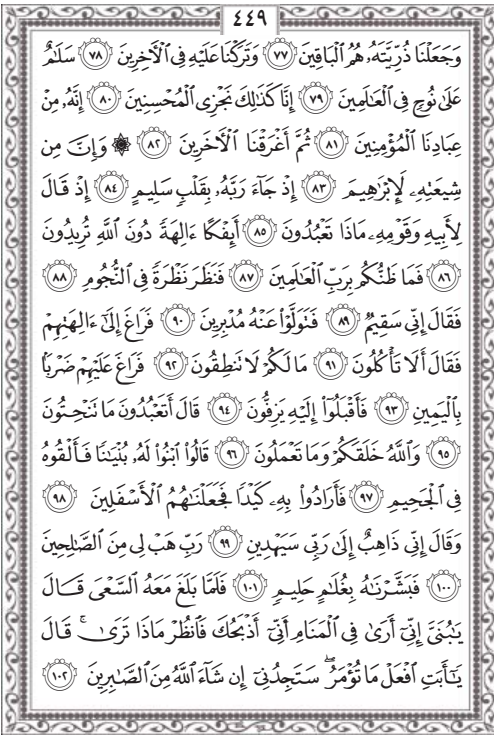 ٤٤٩
وَجَعَلْنَا ذُرِّيَّتَهُۥ هُمُ ٱلْبَاقِينَ ﴿٧٧﴾ وَتَرَكْنَا عَلَيْهِ فِى ٱلْـَٔاخِرِينَ ﴿٧٨﴾ سَلَـٰمٌ
عَلَىٰ نُوحٍ فِى ٱلْعَـٰلَمِينَ ﴿٧٩﴾ إِنَّا كَذَٰلِكَ نَجْزِى ٱلْمُحْسِنِينَ ﴿٨٠﴾ إِنَّهُۥ مِنْ
عِبَادِنَا ٱلْمُؤْمِنِينَ ﴿٨١﴾ ثُمَّ أَغْرَقْنَا ٱلْـَٔاخَرِينَ ﴿٨٢﴾ ۞ وَإِنَّ مِن
شِيعَتِهِۦ لَإِبْرَٰهِيمَ ﴿٨٣﴾ إِذْ جَآءَ رَبَّهُۥ بِقَلْبٍ سَلِيمٍ ﴿٨٤﴾ إِذْ قَالَ
لِأَبِيهِ وَقَوْمِهِۦ مَاذَا تَعْبُدُونَ ﴿٨٥﴾ أَئِفْكًا ءَالِهَةً دُونَ ٱللَّهِ تُرِيدُونَ
﴿٨٦﴾ فَمَا ظَنُّكُم بِرَبِّ ٱلْعَـٰلَمِينَ ﴿٨٧﴾ فَنَظَرَ نَظْرَةً فِى ٱلنُّجُومِ ﴿٨٨﴾
فَقَالَ إِنِّى سَقِيمٌ ﴿٨٩﴾ فَتَوَلَّوْا۟ عَنْهُ مُدْبِرِينَ ﴿٩٠﴾ فَرَاغَ إِلَىٰٓ ءَالِهَتِهِمْ
فَقَالَ أَلَا تَأْكُلُونَ ﴿٩١﴾ مَا لَكُمْ لَا تَنطِقُونَ ﴿٩٢﴾ فَرَاغَ عَلَيْهِمْ ضَرْبًۢا
بِٱلْيَمِينِ ﴿٩٣﴾ فَأَقْبَلُوٓا۟ إِلَيْهِ يَزِفُّونَ ﴿٩٤﴾ قَالَ أَتَعْبُدُونَ مَا تَنْحِتُونَ
﴿٩٥﴾ وَٱللَّهُ خَلَقَكُمْ وَمَا تَعْمَلُونَ ﴿٩٦﴾ قَالُوا۟ ٱبْنُوا۟ لَهُۥ بُنْيَـٰنًا فَأَلْقُوهُ
فِى ٱلْجَحِيمِ ﴿٩٧﴾ فَأَرَادُوا۟ بِهِۦ كَيْدًا فَجَعَلْنَـٰهُمُ ٱلْأَسْفَلِينَ ﴿٩٨﴾
وَقَالَ إِنِّى ذَاهِبٌ إِلَىٰ رَبِّى سَيَهْدِينِ ﴿٩٩﴾ رَبِّ هَبْ لِى مِنَ ٱلصَّـٰلِحِينَ
﴿١٠٠﴾ فَبَشَّرْنَـٰهُ بِغُلَـٰمٍ حَلِيمٍ ﴿١٠١﴾ فَلَمَّا بَلَغَ مَعَهُ ٱلسَّعْىَ قَالَ
يَـٰبُنَىَّ إِنِّىٓ أَرَىٰ فِى ٱلْمَنَامِ أَنِّىٓ أَذْبَحُكَ فَٱنظُرْ مَاذَا تَرَىٰ ۚ قَالَ
يَـٰٓأَبَتِ ٱفْعَلْ مَا تُؤْمَرُ ۖ سَتَجِدُنِىٓ إِن شَآءَ ٱللَّهُ مِنَ ٱلصَّـٰبِرِينَ ﴿١٠٢﴾